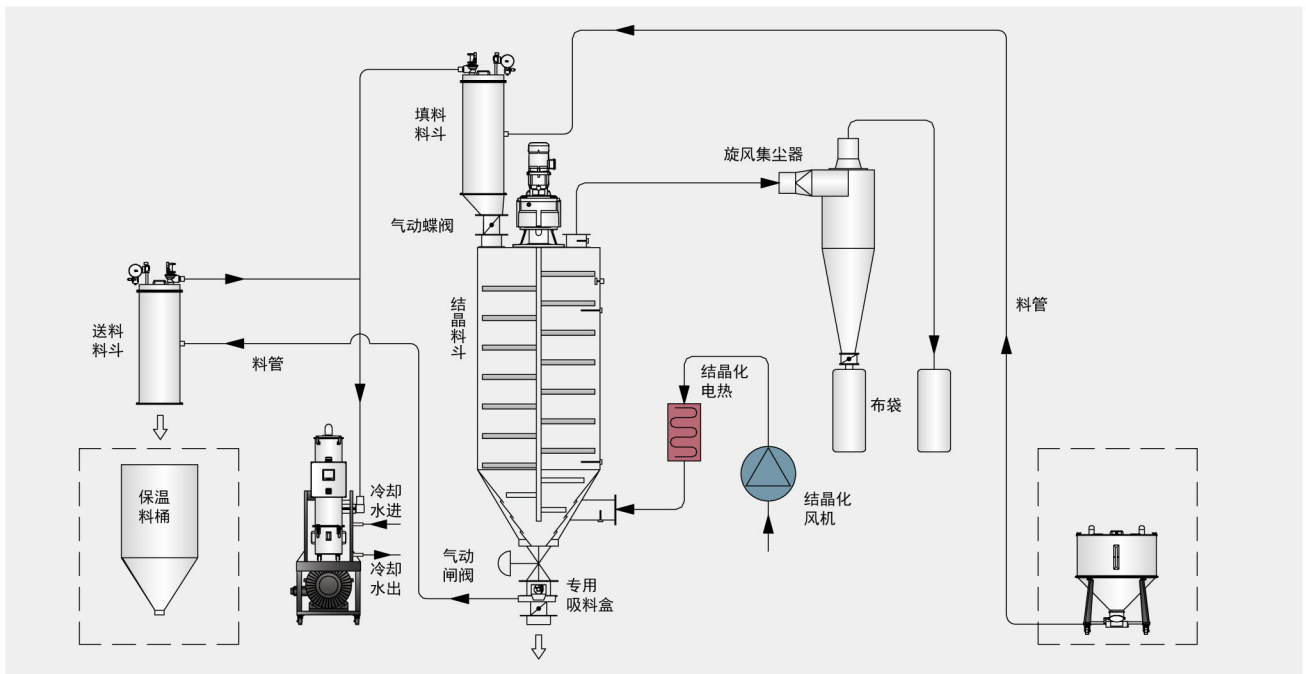 填料
料斗
旋风集尘器
气动蝶阀
结晶料斗
送料
料斗
料管
料管
结晶化
电热
布袋
保温
料桶
冷却
水进
结晶化
风机
气动
闸阀
冷却
水出
专用
吸料盒